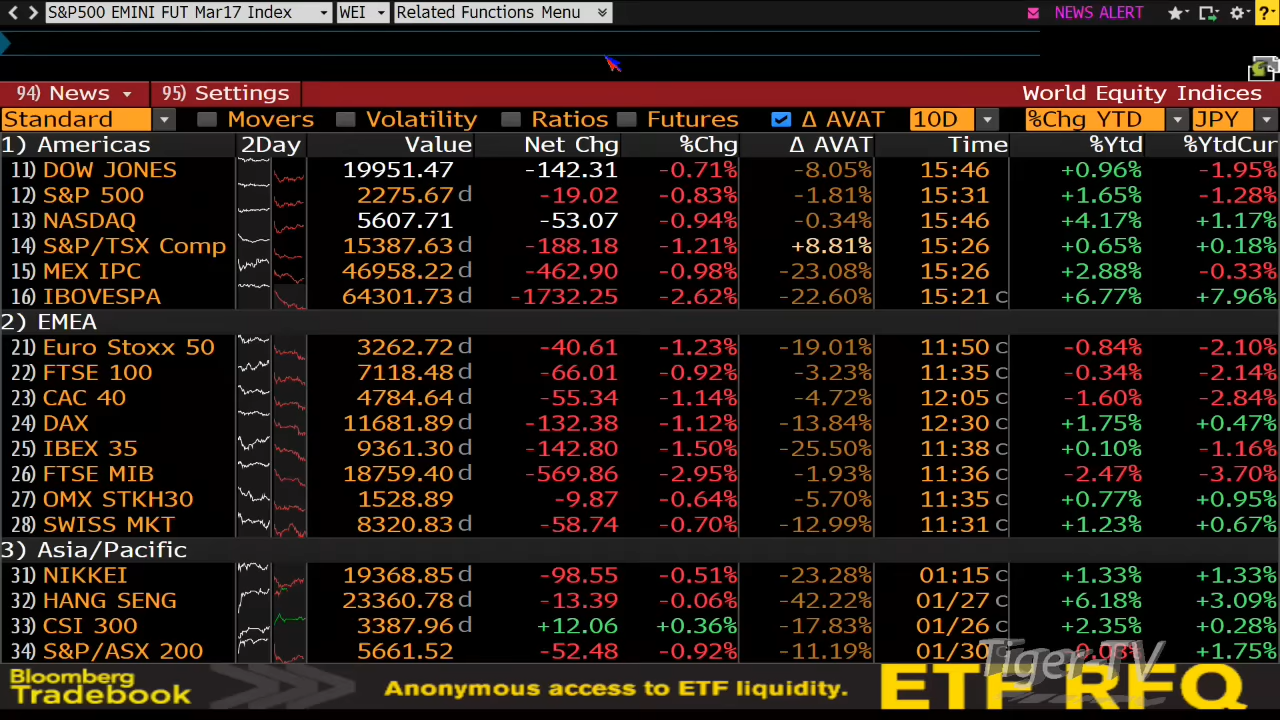 S&P500 EMINI FUT Mar17 Index WEI Related Functions Menu NEWS ALERT ?
94) News 95) Settings World Equity Indices
Standard Movers Volatility Ratios Futures Δ AVAT 10D %Chg YTD JPY
1) Americas 2Day Value Net Chg %Chg Δ AVAT Time %Ytd %YtdCur
11) DOW JONES 19951.47 -142.31 -0.71% -8.05% 15:46 +0.96% -1.95%
12) S&P 500 2275.67 d -19.02 -0.83% -1.81% 15:31 +1.65% -1.28%
13) NASDAQ 5607.71 -53.07 -0.94% -0.34% 15:46 +4.17% +1.17%
14) S&P/TSX Comp 15387.63 d -188.18 -1.21% +8.81% 15:26 +0.65% +0.18%
15) MEX IPC 46958.22 d -462.90 -0.98% -23.08% 15:26 +2.88% -0.33%
16) IBOVESPA 64301.73 d -1732.25 -2.62% -22.60% 15:21 c +6.77% +7.96%
2) EMEA
21) Euro Stoxx 50 3262.72 d -40.61 -1.23% -19.01% 11:50 c -0.84% -2.10%
22) FTSE 100 7118.48 d -66.01 -0.92% -3.23% 11:35 c -0.34% -2.14%
23) CAC 40 4784.64 d -55.34 -1.14% -4.72% 12:05 c -1.60% -2.84%
24) DAX 11681.89 d -132.38 -1.12% -13.84% 12:30 c +1.75% +0.47%
25) IBEX 35 9361.30 d -142.80 -1.50% -25.50% 11:38 c +0.10% -1.16%
26) FTSE MIB 18759.40 d -569.86 -2.95% -1.93% 11:36 c -2.47% -3.70%
27) OMX STKH30 1528.89 -9.87 -0.64% -5.70% 11:35 c +0.77% +0.95%
28) SWISS MKT 8320.83 d -58.74 -0.70% -12.99% 11:31 c +1.23% +0.67%
3) Asia/Pacific
31) NIKKEI 19368.85 d -98.55 -0.51% -23.28% 01:15 c +1.33% +1.33%
32) HANG SENG 23360.78 d -13.39 -0.06% -42.22% 01/27 c +6.18% +3.09%
33) CSI 300 3387.96 d +12.06 +0.36% -17.83% 01/26 c +2.35% +0.28%
34) S&P/ASX 200 5661.52 -52.48 -0.92% -11.19% 01/30 c -0.08% +1.75%
Tiger-TV
Bloomberg
Tradebook Anonymous access to ETF liquidity. ETF RFQ